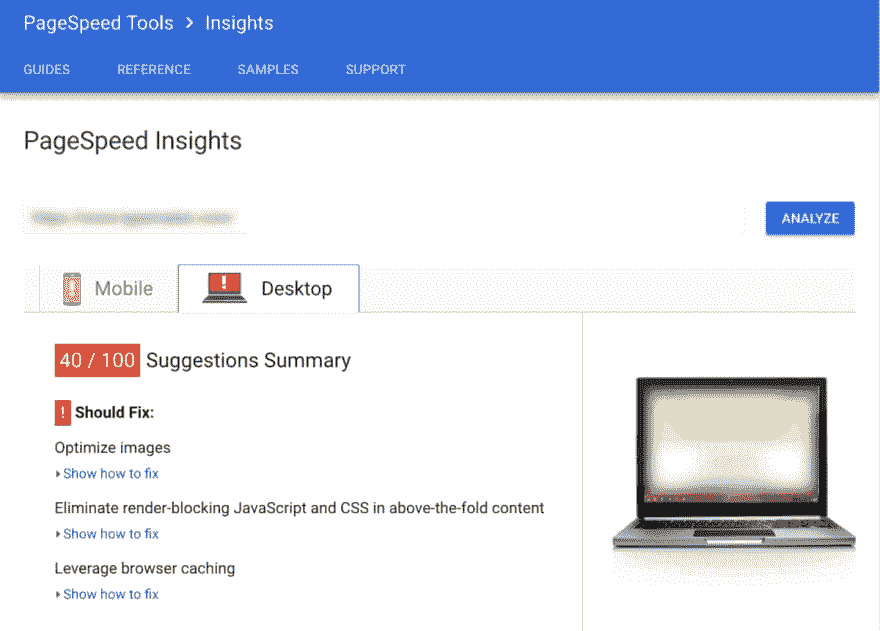 PageSpeed Tools > Insights
GUIDES REFERENCE SAMPLES SUPPORT
PageSpeed Insights
ANALYZE
Mobile ! Desktop
40 / 100 Suggestions Summary
! Should Fix:
Optimize images
Show how to fix
Eliminate render-blocking JavaScript and CSS in above-the-fold content
Show how to fix
Leverage browser caching
Show how to fix